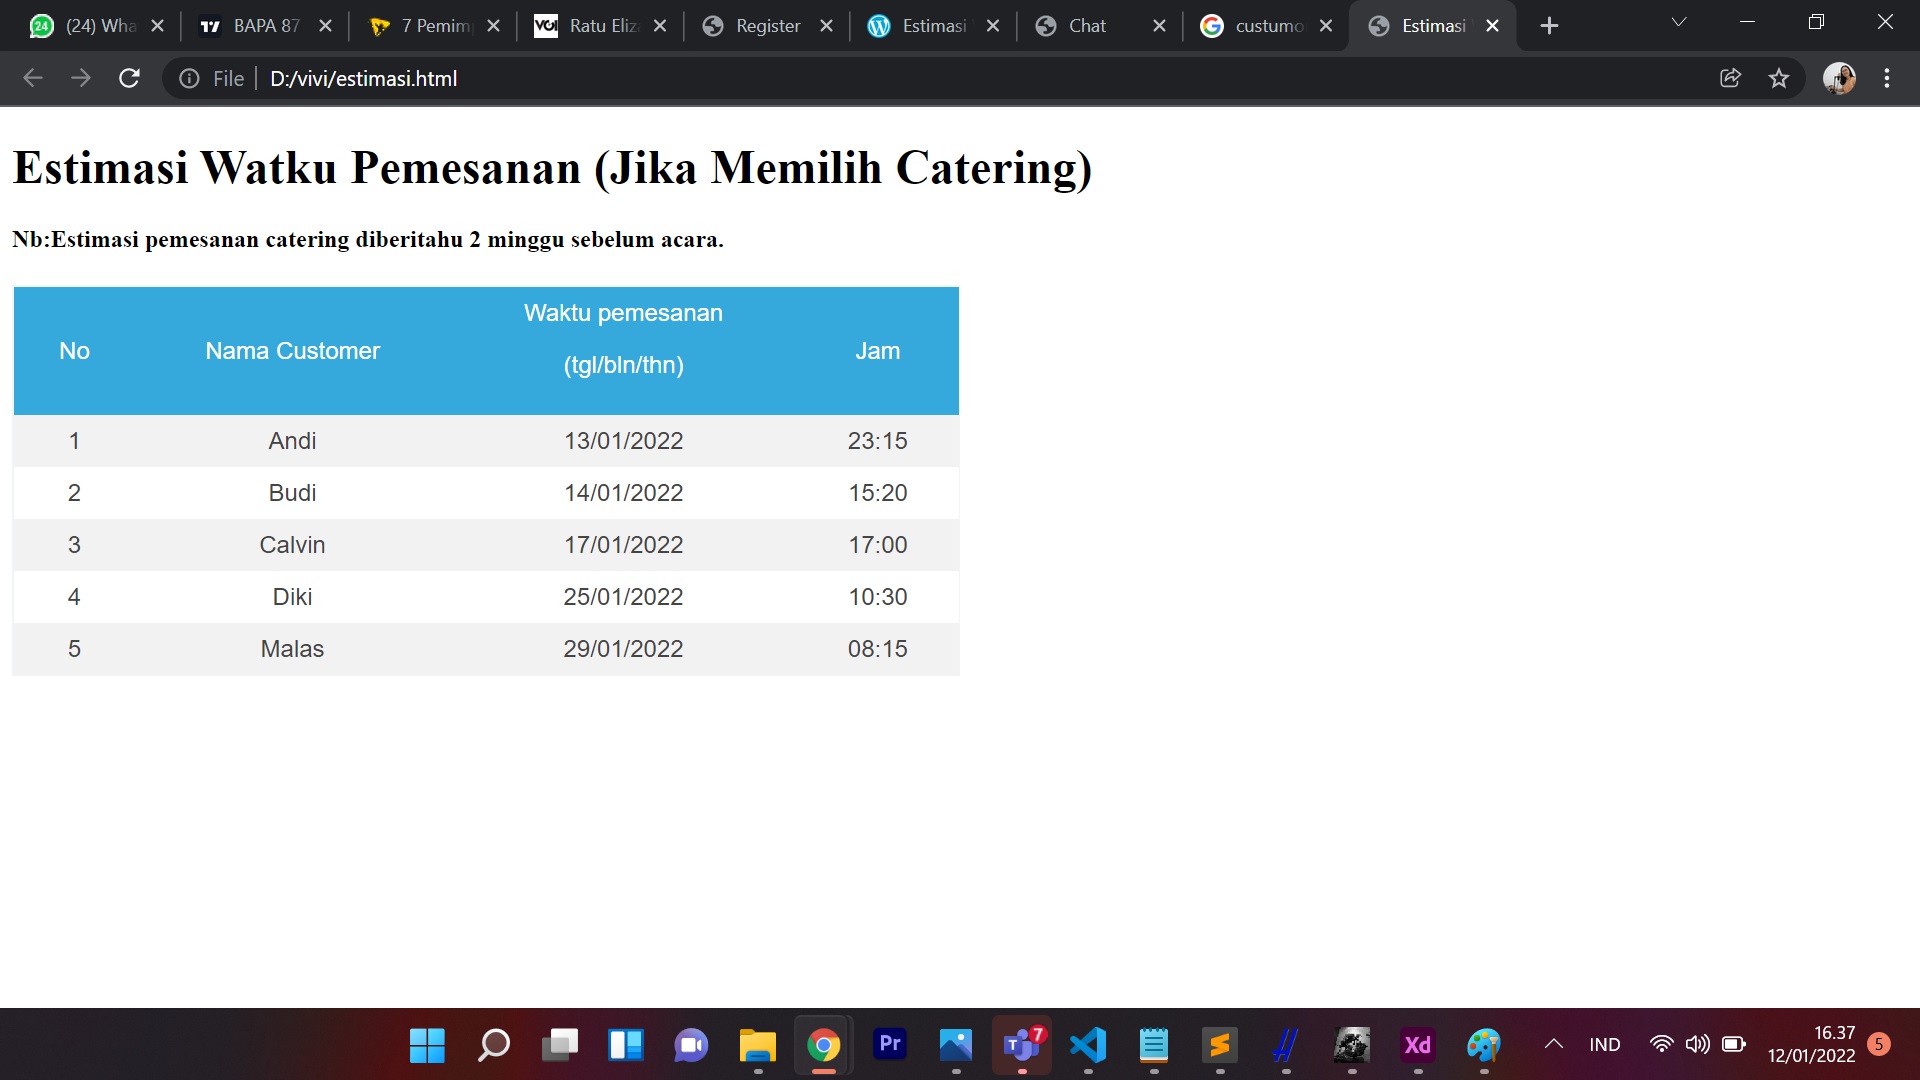 24 (24) Wha BAPA 87 7 Pemim VOI Ratu Eliz Register Estimasi Chat custumo Estimasi
File D:/vivi/estimasi.html
Estimasi Watku Pemesanan (Jika Memilih Catering)
Nb:Estimasi pemesanan catering diberitahu 2 minggu sebelum acara.
No Nama Customer Waktu pemesanan (tgl/bln/thn) Jam
1 Andi 13/01/2022 23:15
2 Budi 14/01/2022 15:20
3 Calvin 17/01/2022 17:00
4 Diki 25/01/2022 10:30
5 Malas 29/01/2022 08:15
Pr 7 Xd IND 16.37 5
12/01/2022